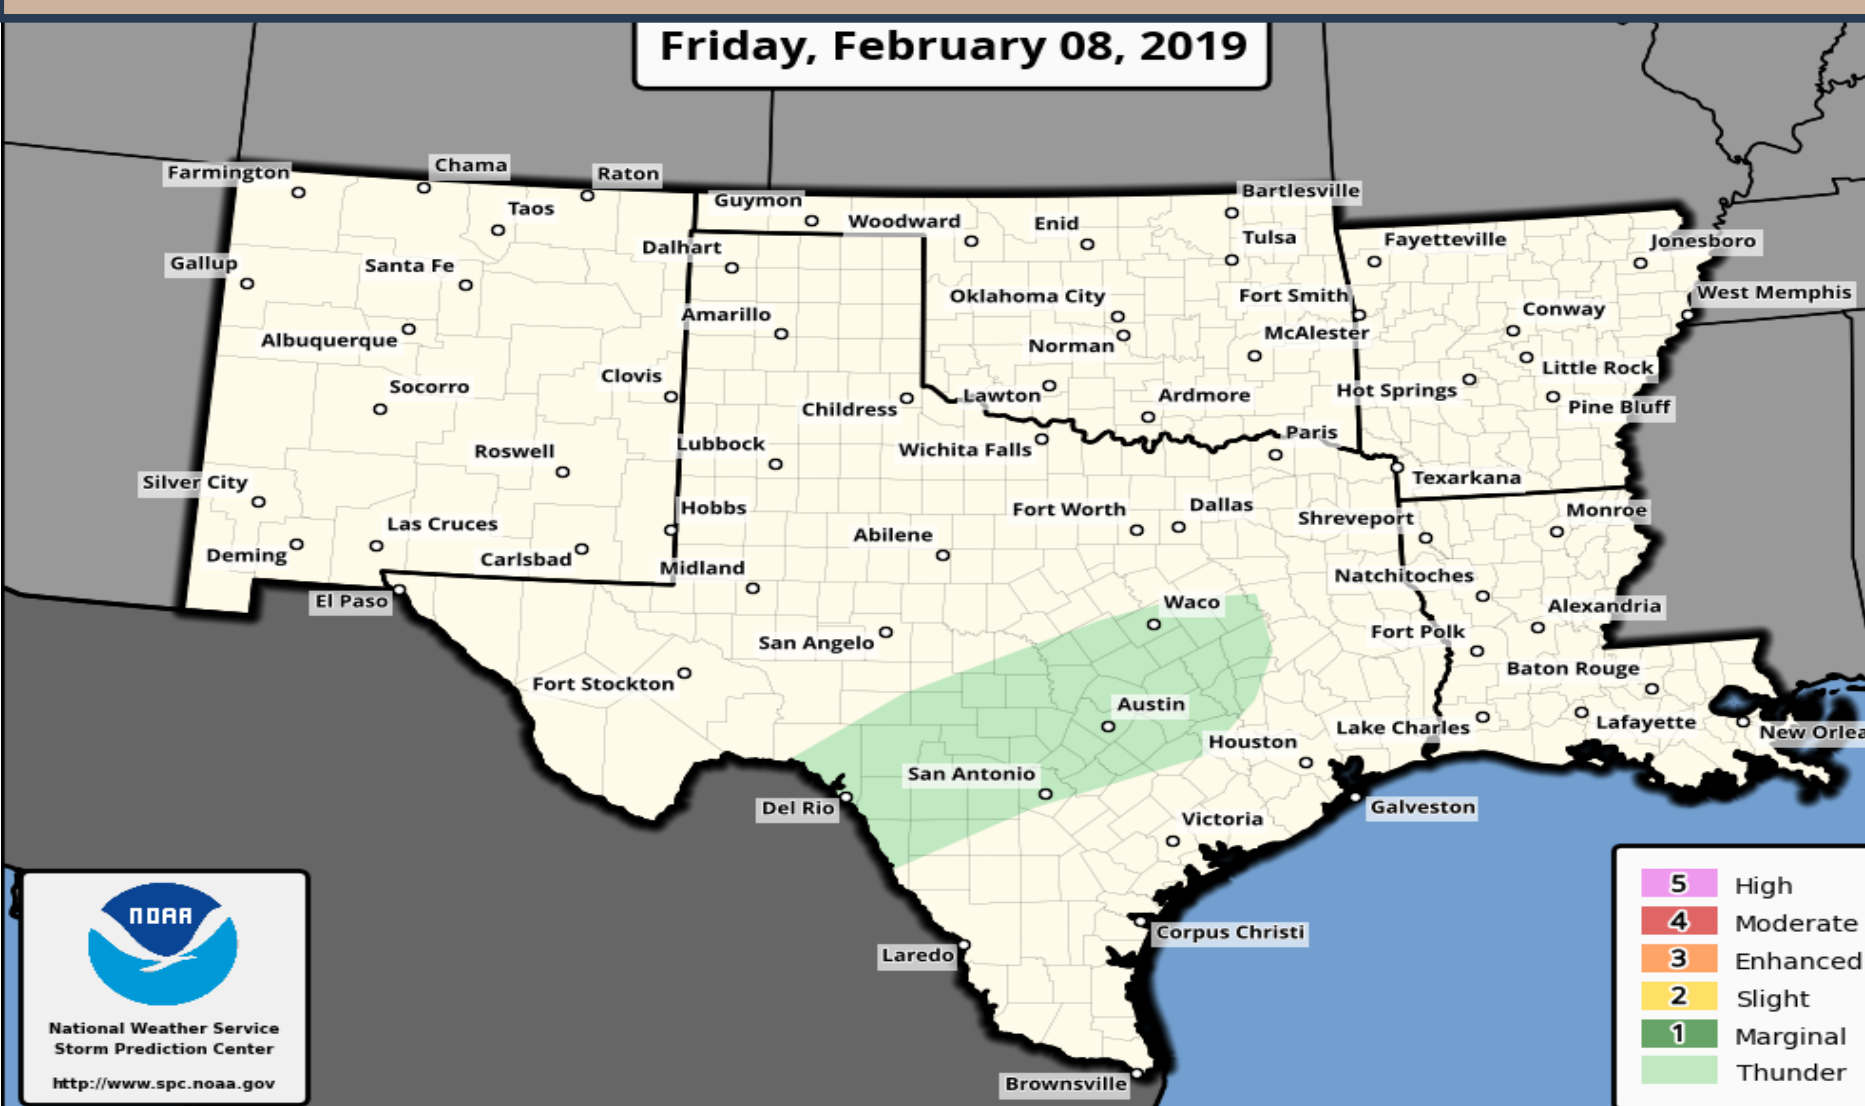 Friday, February 08, 2019
Chama
Farmington
Raton
Bartlesville
Guymon
Taos
Woodward
Enid
Tulsa
Fayetteville
Jonesboro
Dalhart
Gallup
Santa Fe
Oklahoma City
Fort Smith
West Memphis
Conway
Amarillo
Albuquerque
Norman
McAlester
Little Rock
Socorro
Clovis
Hot Springs
Childress
Lawton
Ardmore
Pine Bluff
Paris
Lubbock
Roswell
Wichita Falls
Texarkana
Silver City
Hobbs
Fort Worth
Dallas
Shreveport
Monroe
Las Cruces
Abilene
Deming
Carlsbad
Midland
Natchitoches
El Paso
Waco
Alexandria
Fort Polk
San Angelo
Baton Rouge
Fort Stockton
Austin
Lake Charles
Lafayette
New Orlea
Houston
San Antonio
Del Rio
Galveston
Victoria
Corpus Christi
Laredo
Brownsville
NOAA
National Weather Service
Storm Prediction Center
http://www.spc.noaa.gov
5 High
4 Moderate
3 Enhanced
2 Slight
1 Marginal
Thunder